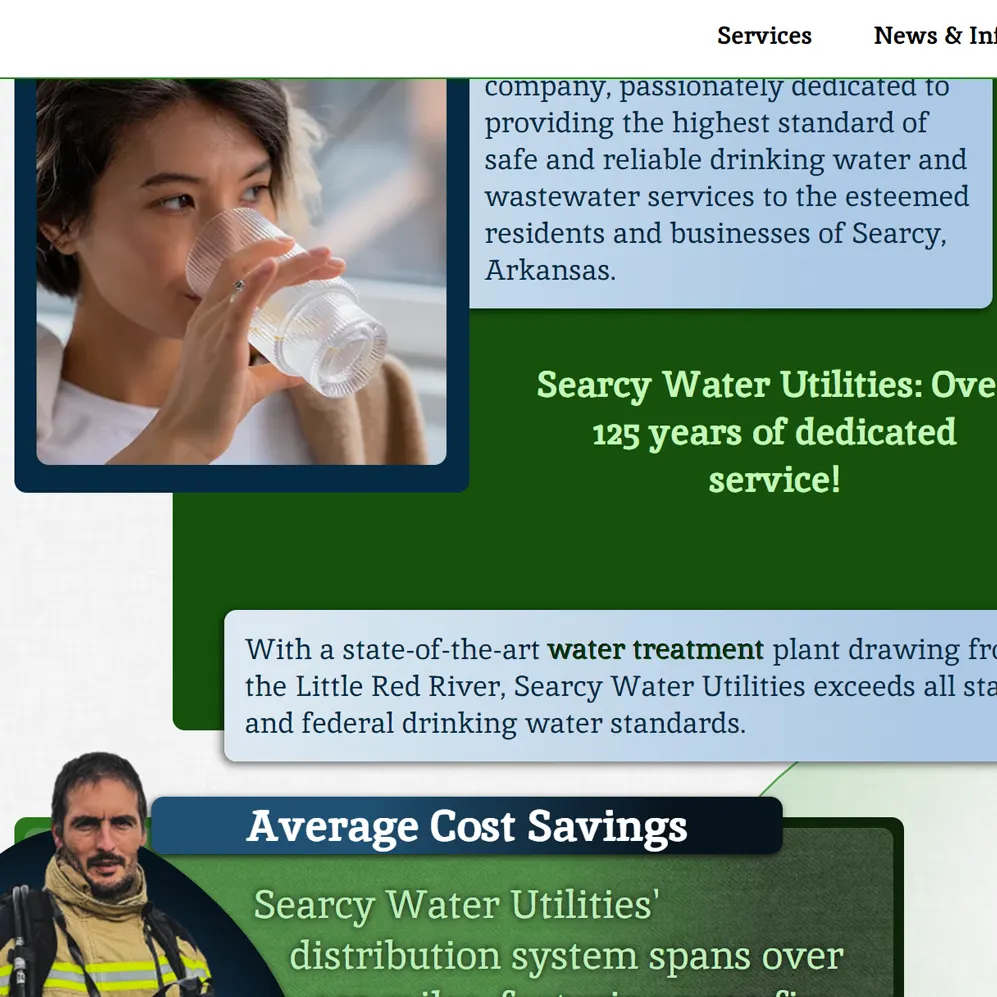 Services
News & In
company, passionately dedicated to
providing the highest standard of
safe and reliable drinking water and
wastewater services to the esteemed
residents and businesses of Searcy,
Arkansas.
Searcy Water Utilities: Ove
125 years of dedicated
service!
With a state-of-the-art water treatment plant drawing fro
the Little Red River, Searcy Water Utilities exceeds all sta
and federal drinking water standards.
Average Cost Savings
Searcy Water Utilities'
distribution system spans over